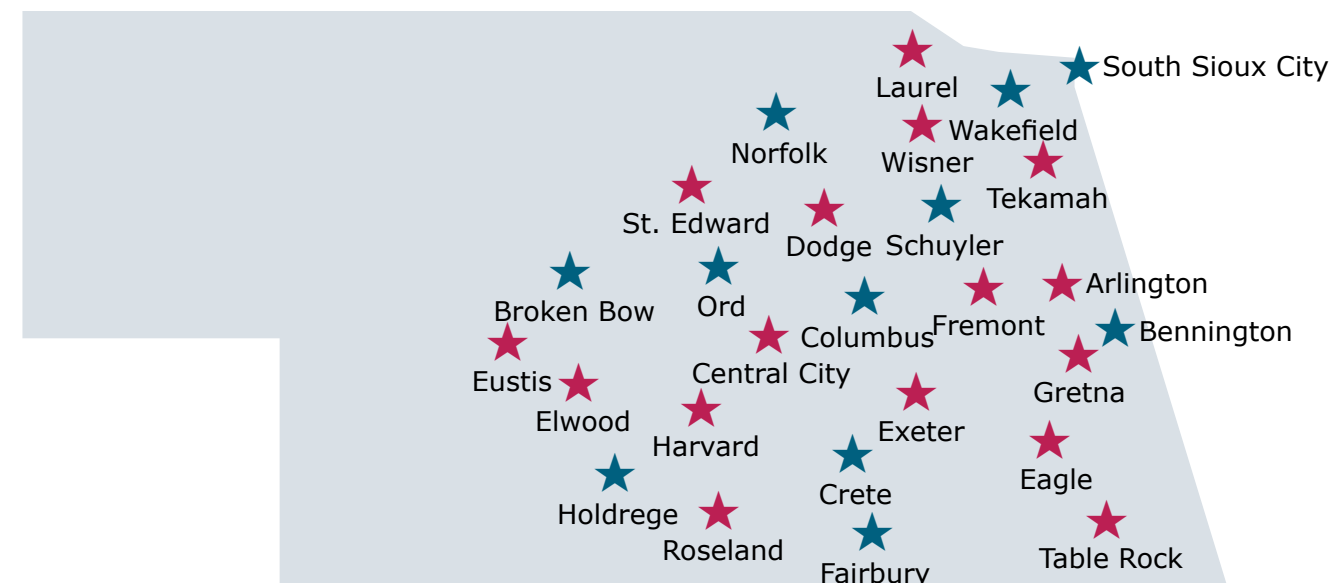 South Sioux City
Laurel
Wakefield
Norfolk
Wisner
Tekamah
St. Edward
Dodge
Schuyler
Arlington
Broken Bow
Ord
Fremont
Columbus
Bennington
Central City
Eustis
Gretna
Elwood
Exeter
Harvard
Eagle
Crete
Holdrege
Roseland
Table Rock
Fairbury